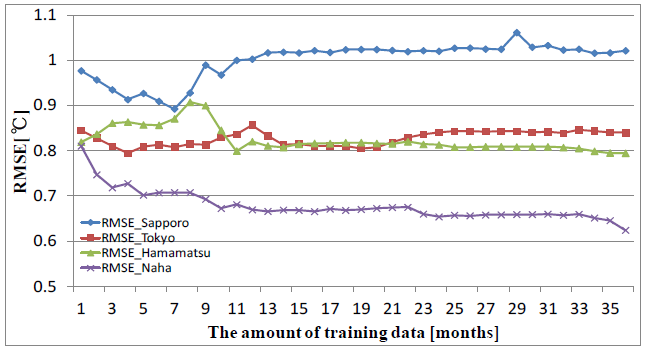 1.1
1
0.9
0.8
0.7
0.6
0.5
RMSE[℃]
RMSE_Sapporo
RMSE_Tokyo
RMSE_Hamamatsu
RMSE_Naha
1 3 5 7 9 11 13 15 17 19 21 23 25 27 29 31 33 35
The amount of training data [months]